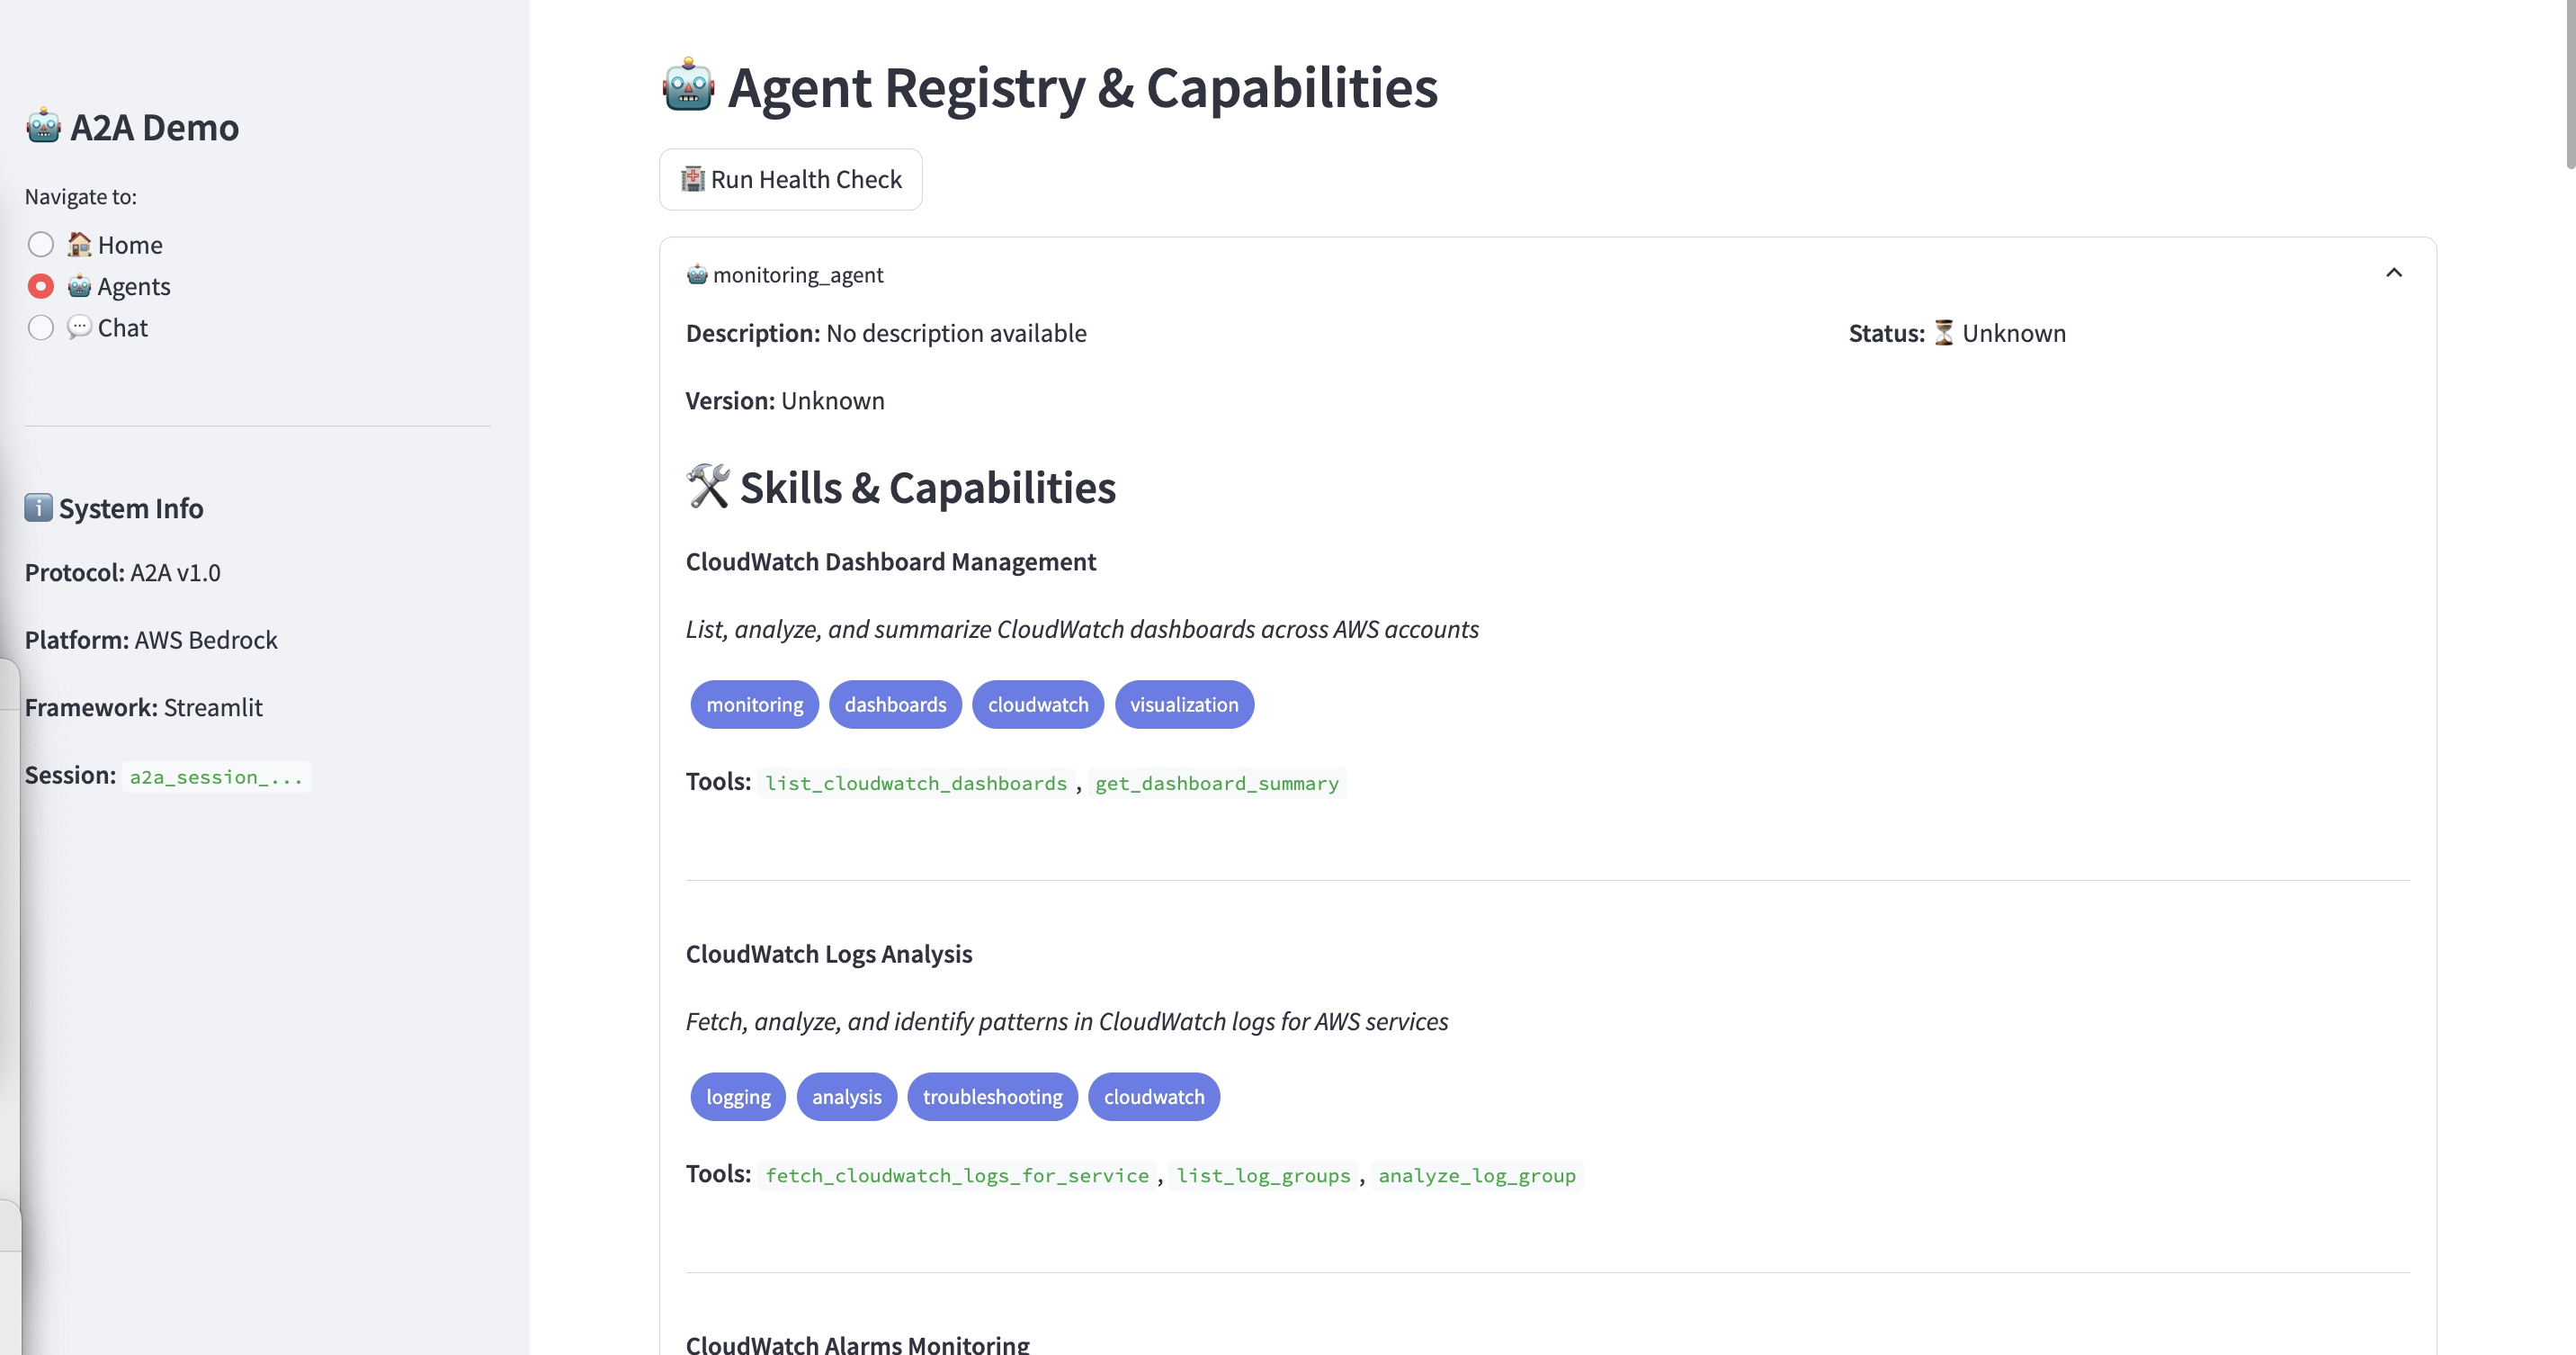 A2A Demo
Navigate to:
Home
Agents
Chat
System Info
Protocol: A2A v1.0
Platform: AWS Bedrock
Framework: Streamlit
Session: a2a_session_...
Agent Registry & Capabilities
Run Health Check
monitoring_agent
Description: No description available
Status: Unknown
Version: Unknown
Skills & Capabilities
CloudWatch Dashboard Management
List, analyze, and summarize CloudWatch dashboards across AWS accounts
monitoring dashboards cloudwatch visualization
Tools: list_cloudwatch_dashboards , get_dashboard_summary
CloudWatch Logs Analysis
Fetch, analyze, and identify patterns in CloudWatch logs for AWS services
logging analysis troubleshooting cloudwatch
Tools: fetch_cloudwatch_logs_for_service , list_log_groups , analyze_log_group
CloudWatch Alarms Monitoring